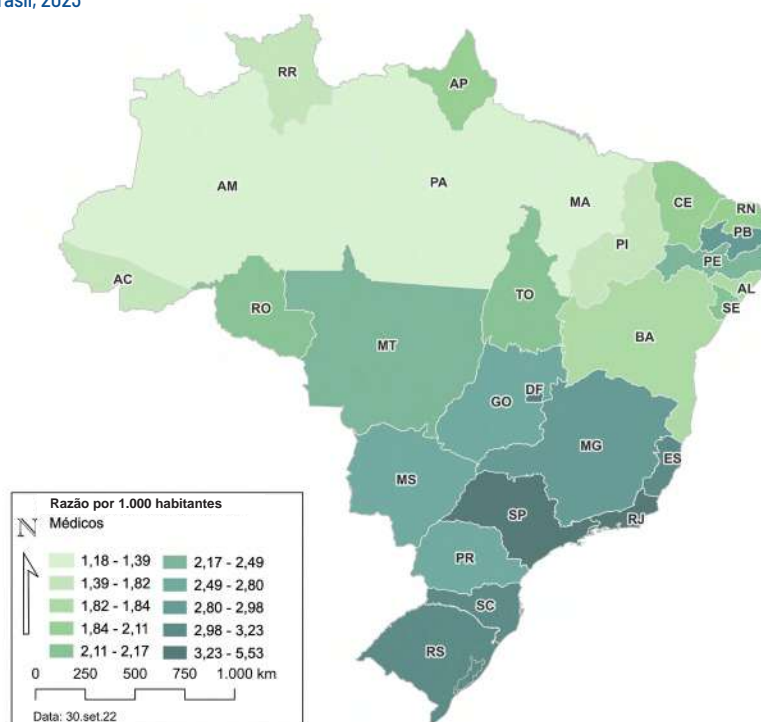 Brasil, 2023
RR
AP
AM
PA
MA
CE
RN
PB
PI
PE
AC
AL
TO
SE
RO
BA
MT
DF
GO
MG
ES
MS
SP
RJ
PR
SC
RS
Razão por 1.000 habitantes
N
Médicos
1,18 - 1,39
1,39 - 1,82
1,82 - 1,84
1,84 - 2,11
2,11 - 2,17
2,17 - 2,49
2,49 - 2,80
2,80 - 2,98
2,98 - 3,23
3,23 - 5,53
0 250 500 750 1.000 km
Data: 30.set.22